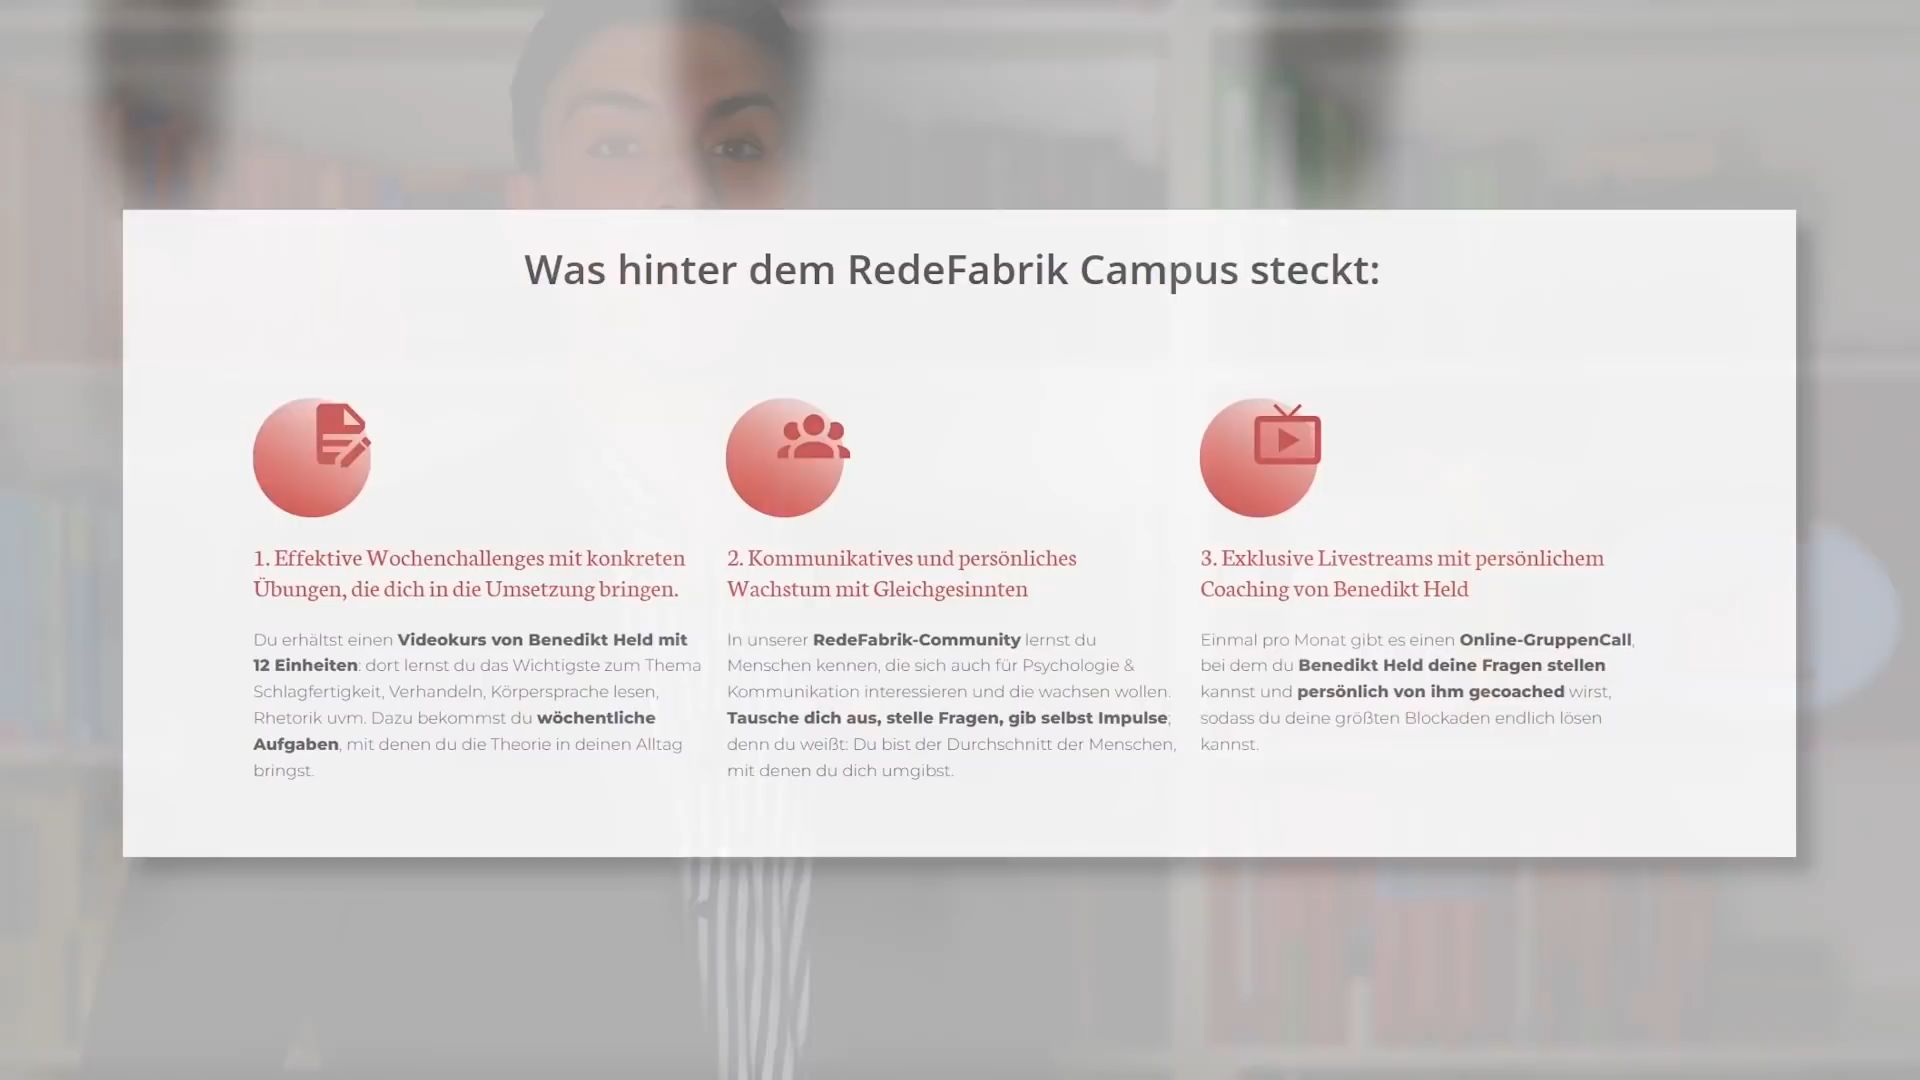 Was hinter dem RedeFabrik Campus steckt:
1. Effektive Wochenchallenges mit konkreten
Übungen, die dich in die Umsetzung bringen.
Du erhältst einen Videokurs von Benedikt Held mit
12 Einheiten: dort lernst du das Wichtigste zum Thema
Schlagfertigkeit, Verhandeln, Körpersprache lesen,
Rhetorik uvm. Dazu bekommst du wöchentliche
Aufgaben, mit denen du die Theorie in deinen Alltag
bringst.
2. Kommunikatives und persönliches
Wachstum mit Gleichgesinnten
In unserer RedeFabrik-Community lernst du
Menschen kennen, die sich auch für Psychologie &
Kommunikation interessieren und die wachsen wollen.
Tausche dich aus, stelle Fragen, gib selbst Impulse;
denn du weißt: Du bist der Durchschnitt der Menschen,
mit denen du dich umgibst.
3. Exklusive Livestreams mit persönlichem
Coaching von Benedikt Held
Einmal pro Monat gibt es einen Online-GruppenCall,
bei dem du Benedikt Held deine Fragen stellen
kannst und persönlich von ihm gecoached wirst,
sodass du deine größten Blockaden endlich lösen
kannst.